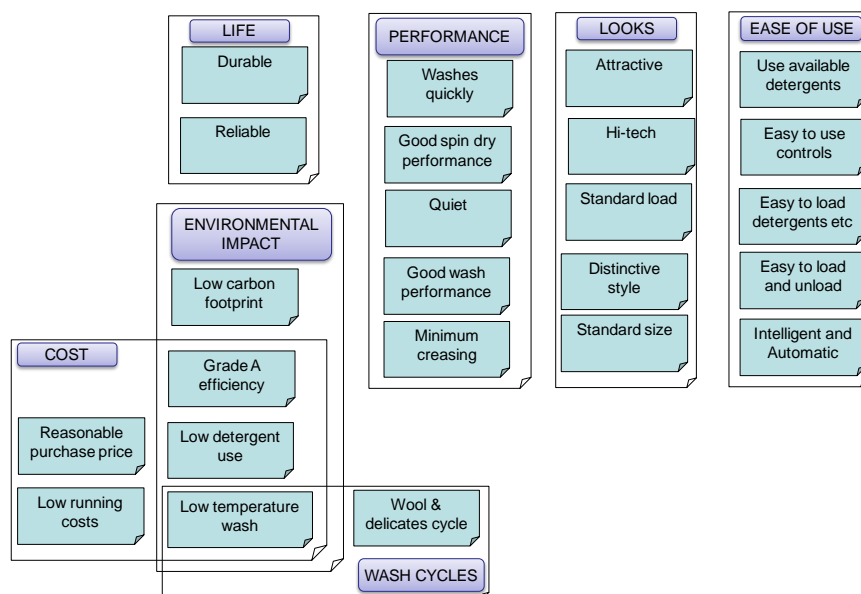 LIFE
Durable
Reliable
PERFORMANCE
Washes
quickly
Good spin dry
performance
Quiet
Good wash
performance
Minimum
creasing
LOOKS
Attractive
Hi-tech
Standard load
Distinctive
style
Standard size
EASE OF USE
Use available
detergents
Easy to use
controls
Easy to load
detergents etc
Easy to load
and unload
Intelligent and
Automatic
ENVIRONMENTAL
IMPACT
Low carbon
footprint
Grade A
efficiency
Low detergent
use
Low temperature
wash
COST
Reasonable
purchase price
Low running
costs
Wool &
delicates cycle
WASH CYCLES